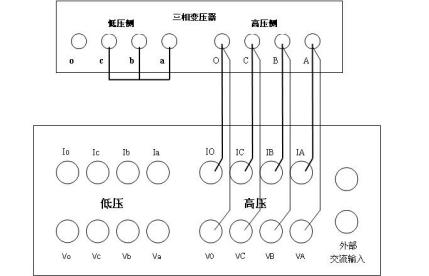 三相变压器
低压侧 高压侧
o c b a O C B A
Io Ic Ib Ia IO IC IB IA
低压 高压
外部
交流输入
Vo Vc Vb Va VO VC VB VA